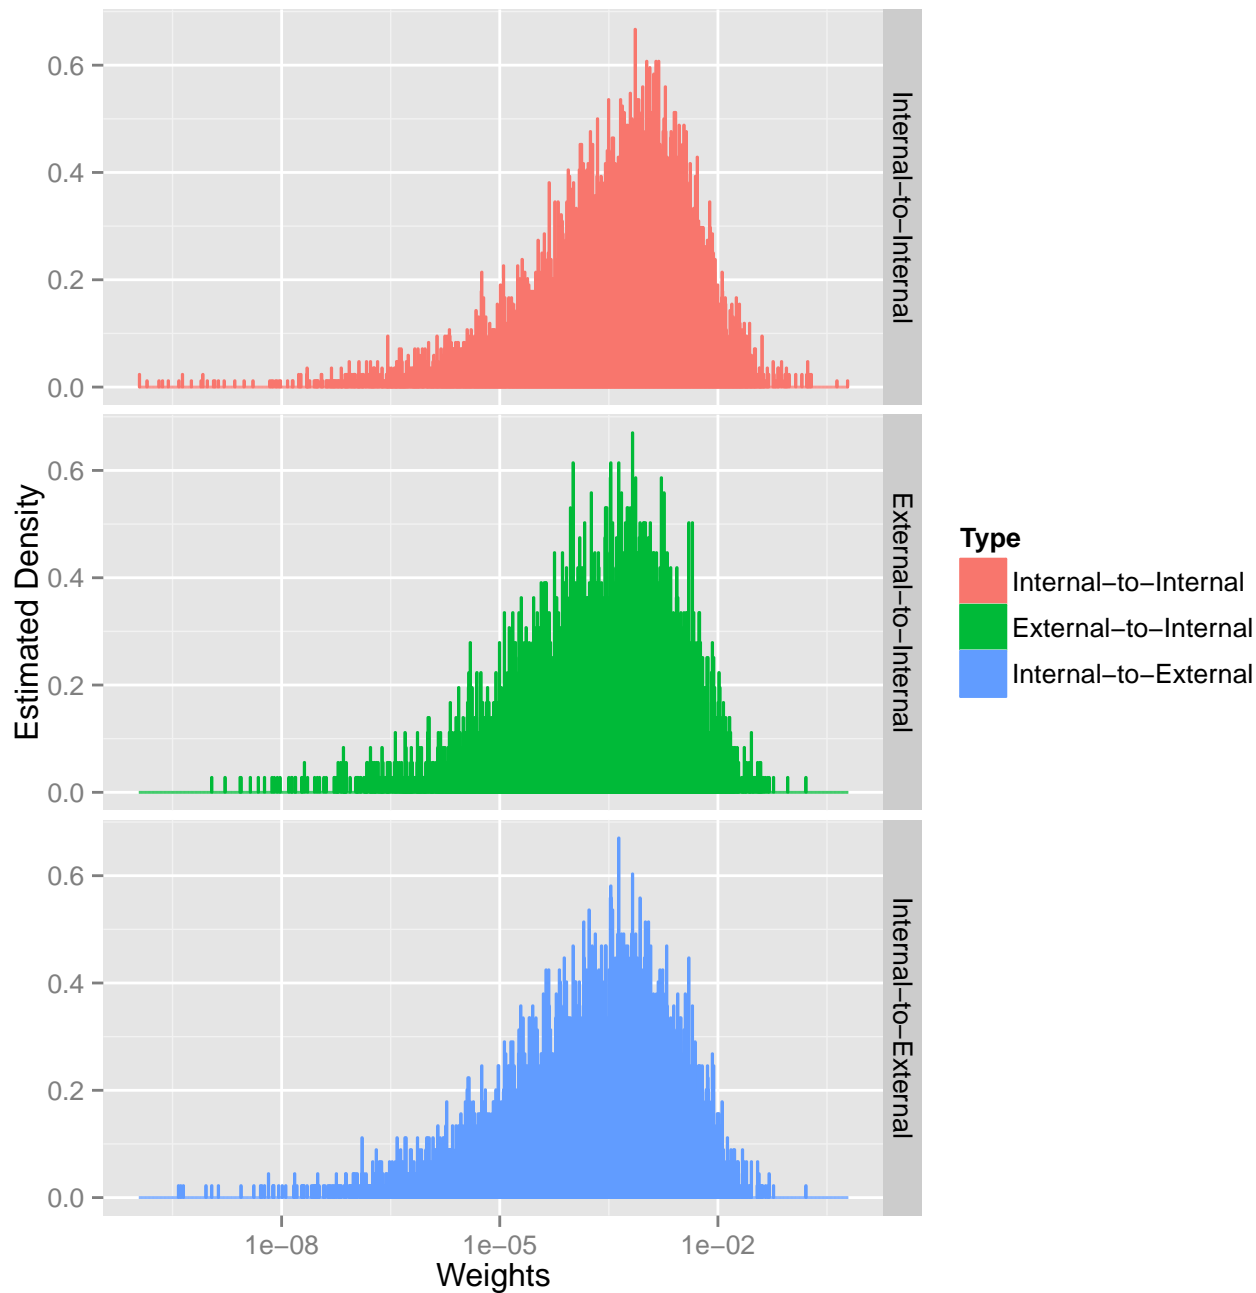 Estimated Density
0.6
0.4
0.2
0.0
Internal−to−Internal
0.6
0.4
0.2
0.0
External−to−Internal
0.6
0.4
0.2
0.0
Internal−to−External
1e−08 1e−05 1e−02
Weights
Type
Internal−to−Internal
External−to−Internal
Internal−to−External